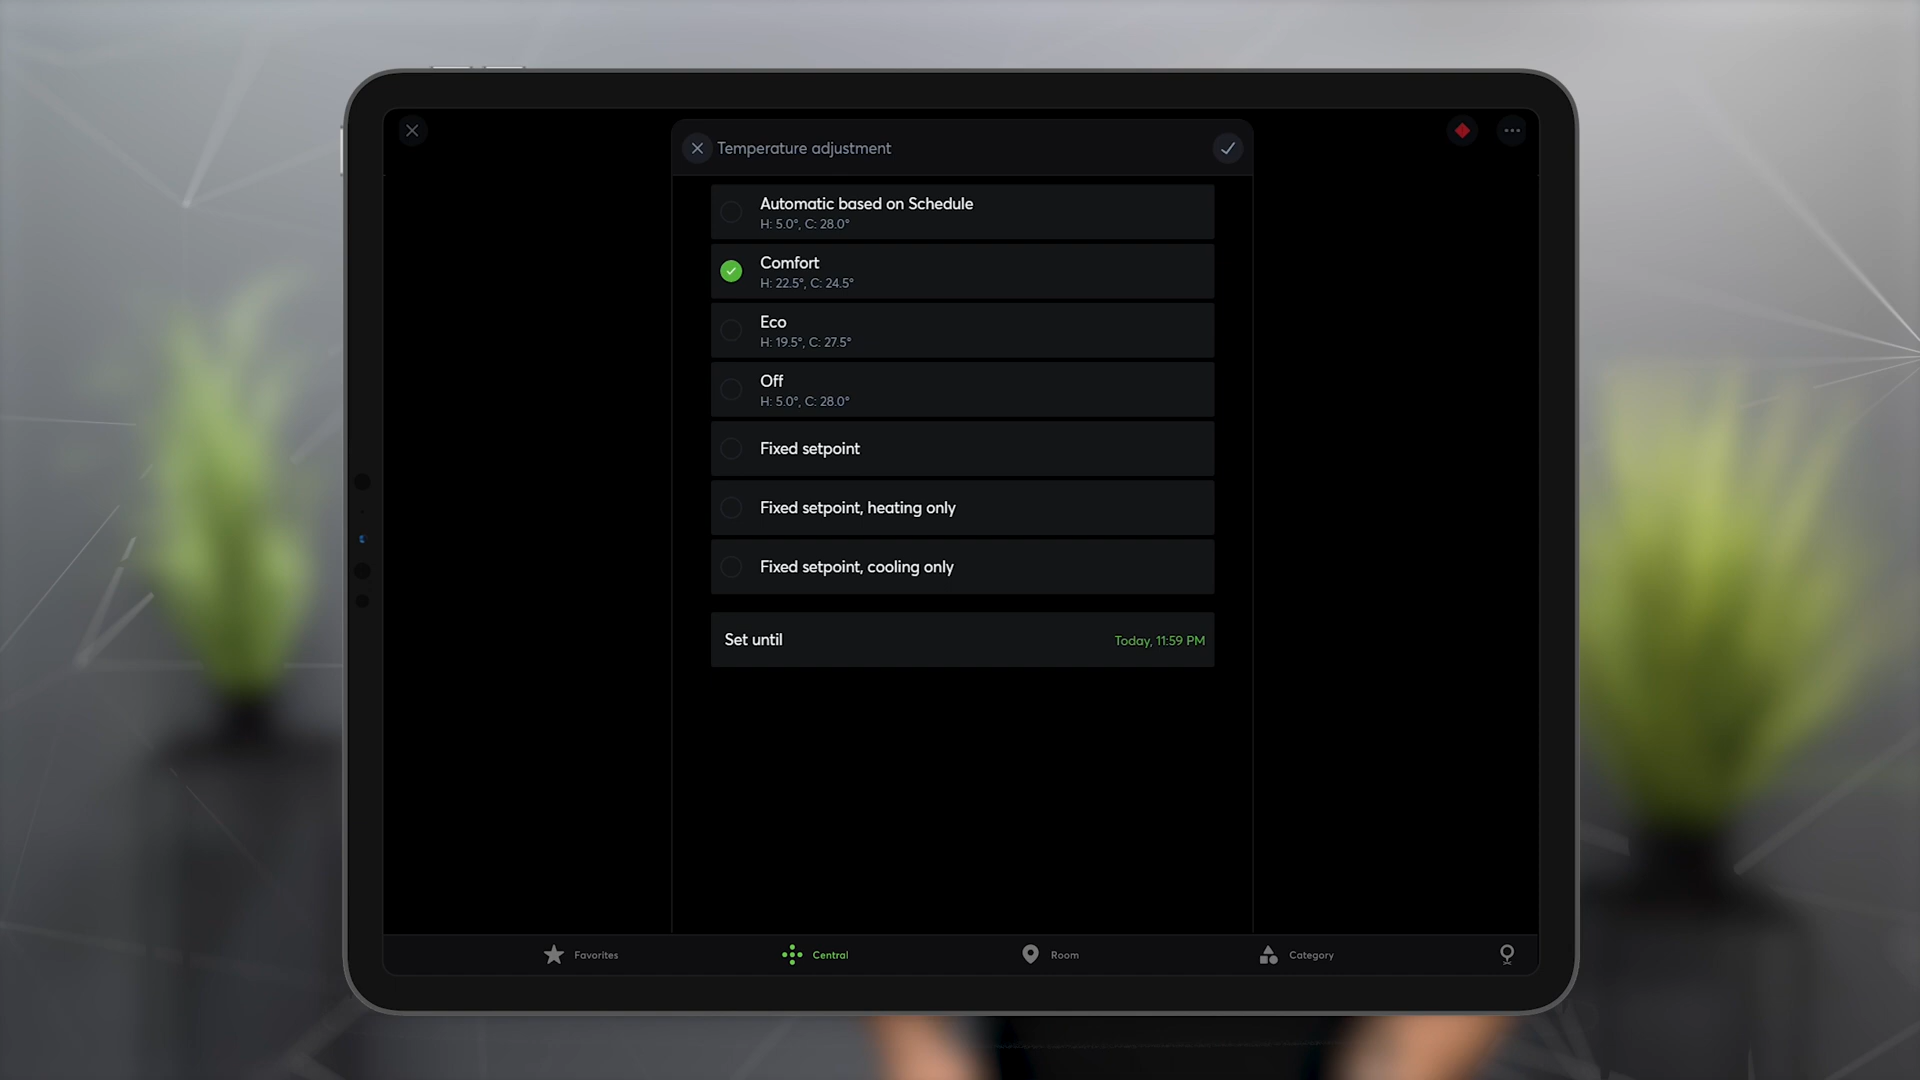 Temperature adjustment
Automatic based on Schedule
H: 5.0°, C: 28.0°
Comfort
H: 22.5°, C: 24.5°
Eco
H: 19.5°, C: 27.5°
Off
H: 5.0°, C: 28.0°
Fixed setpoint
Fixed setpoint, heating only
Fixed setpoint, cooling only
Set until Today, 11:59 PM
Favorites Central Room Category